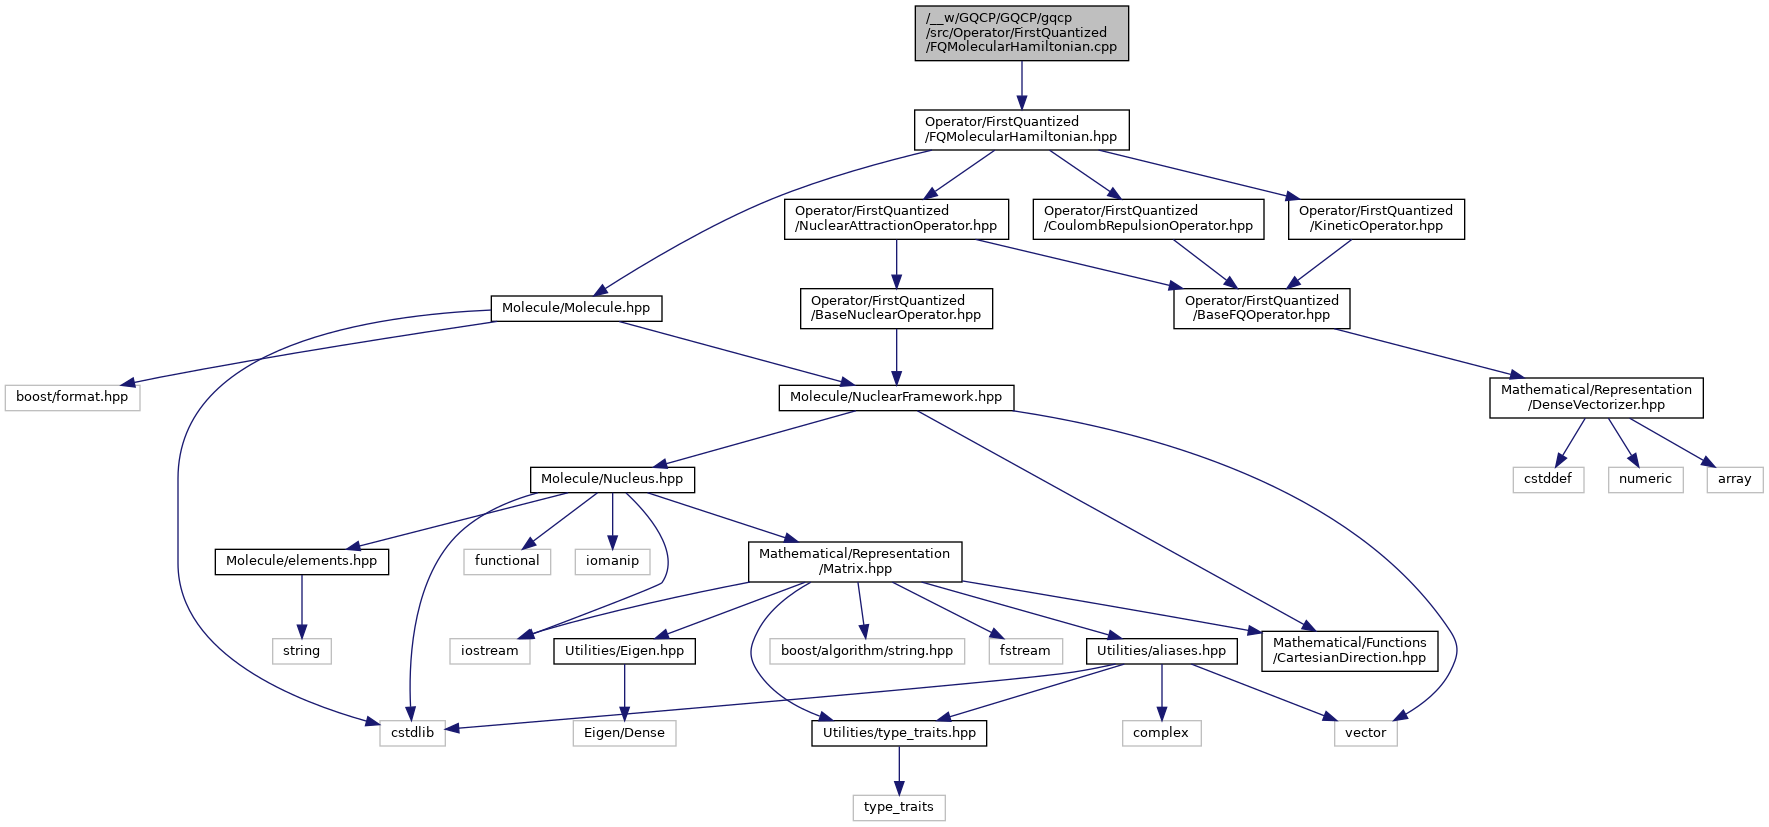 /__w/GQCP/GQCP/gqcp
/src/Operator/FirstQuantized
/FQMolecularHamiltonian.cpp
Operator/FirstQuantized
/FQMolecularHamiltonian.hpp
Operator/FirstQuantized
/NuclearAttractionOperator.hpp
Operator/FirstQuantized
/CoulombRepulsionOperator.hpp
Operator/FirstQuantized
/KineticOperator.hpp
Molecule/Molecule.hpp
Operator/FirstQuantized
/BaseNuclearOperator.hpp
Operator/FirstQuantized
/BaseFQOperator.hpp
boost/format.hpp
Molecule/NuclearFramework.hpp
Mathematical/Representation
/DenseVectorizer.hpp
Molecule/Nucleus.hpp
cstddef
numeric
array
Molecule/elements.hpp
functional
iomanip
Mathematical/Representation
/Matrix.hpp
string
iostream
Utilities/Eigen.hpp
boost/algorithm/string.hpp
fstream
Utilities/aliases.hpp
Mathematical/Functions
/CartesianDirection.hpp
cstdlib
Eigen/Dense
Utilities/type_traits.hpp
complex
vector
type_traits